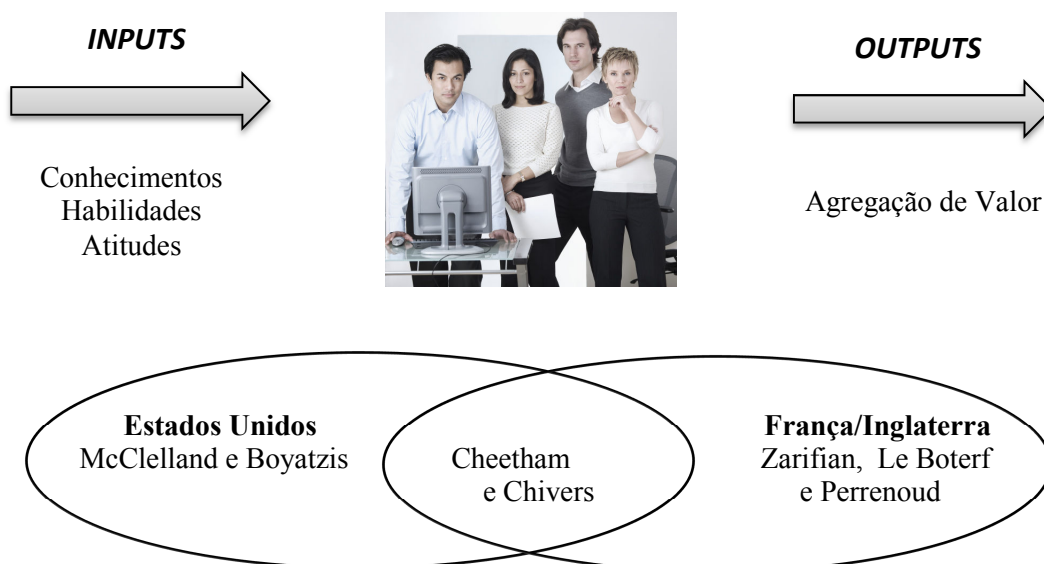 INPUTS
Conhecimentos
Habilidades
Atitudes
OUTPUTS
Agregação de Valor
Estados Unidos
McClelland e Boyatzis
Cheetham
e Chivers
França/Inglaterra
Zarifian, Le Boterf
e Perrenoud